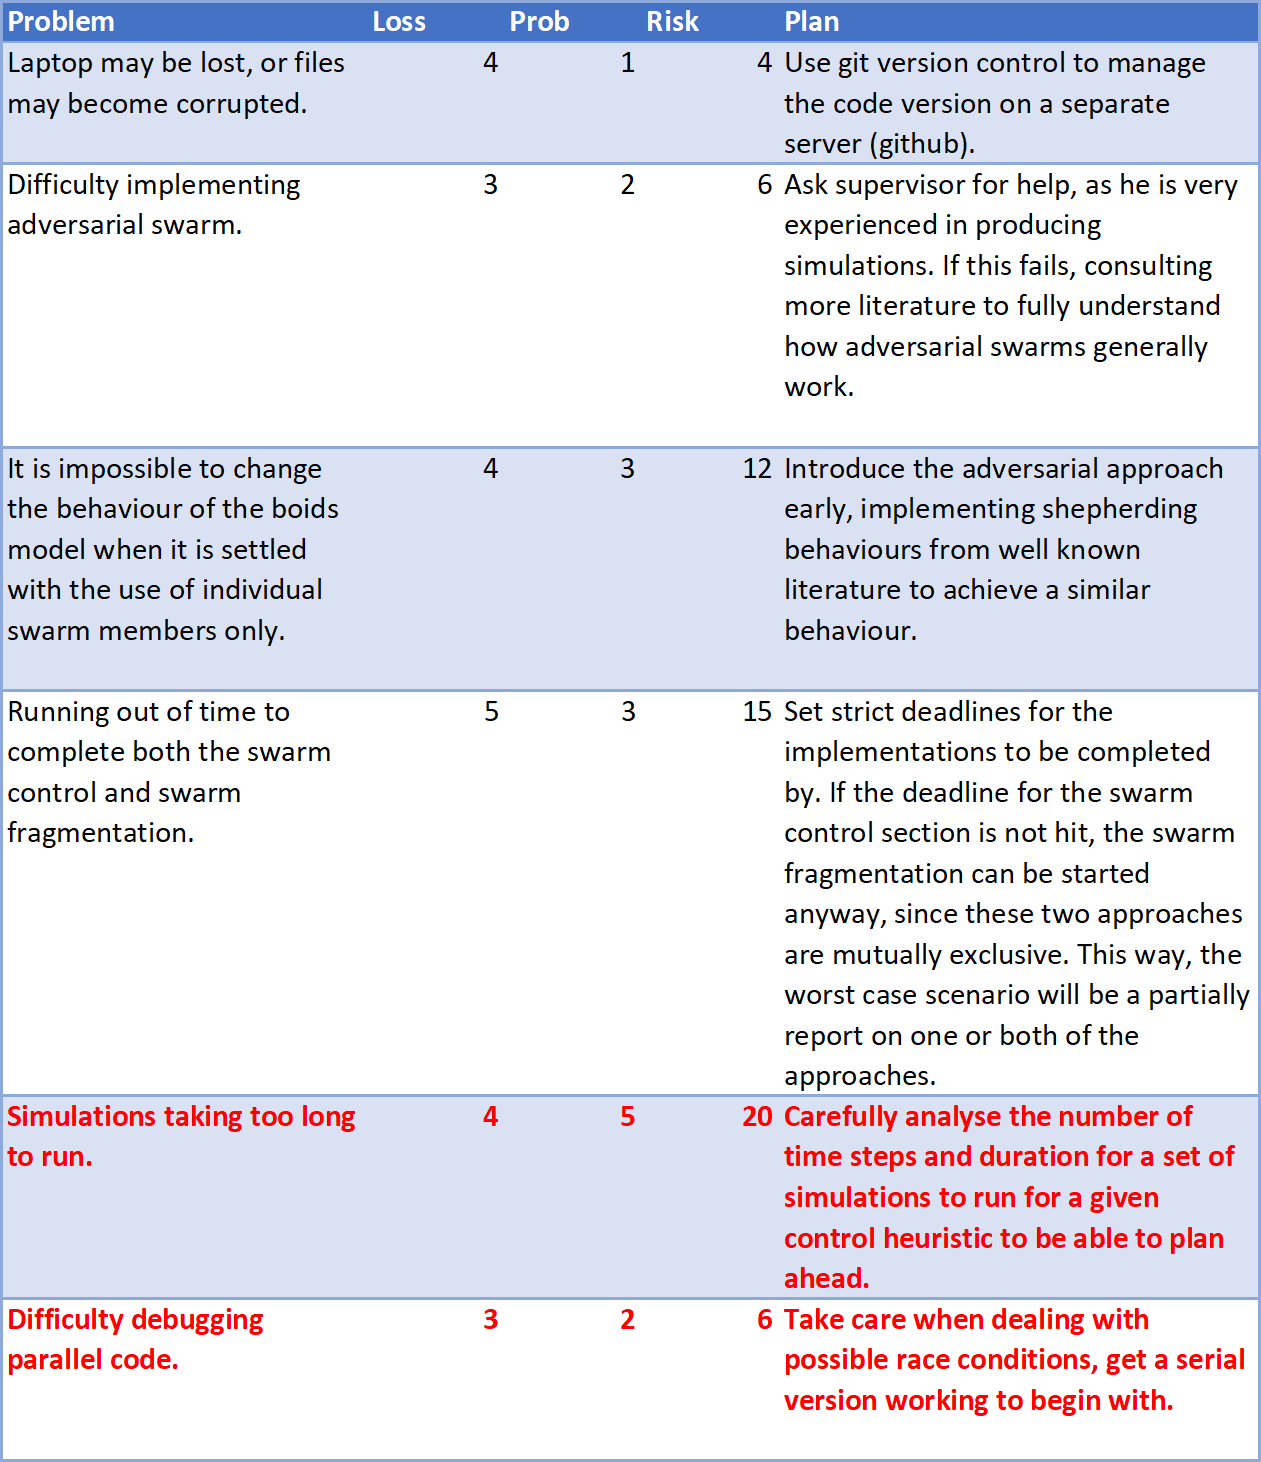 Problem Loss Prob Risk Plan
Laptop may be lost, or files 4 1 4 Use git version control to manage
may become corrupted. the code version on a separate
server (github).
Difficulty implementing 3 2 6 Ask supervisor for help, as he is very
adversarial swarm. experienced in producing
simulations. If this fails, consulting
more literature to fully understand
how adversarial swarms generally
work.
It is impossible to change 4 3 12 Introduce the adversarial approach
the behaviour of the boids early, implementing shepherding
model when it is settled behaviours from well known
with the use of individual literature to achieve a similar
swarm members only. behaviour.
Running out of time to 5 3 15 Set strict deadlines for the
complete both the swarm implementations to be completed
control and swarm by. If the deadline for the swarm
fragmentation. control section is not hit, the swarm
fragmentation can be started
anyway, since these two approaches
are mutually exclusive. This way, the
worst case scenario will be a partially
report on one or both of the
approaches.
Simulations taking too long 4 5 20 Carefully analyse the number of
to run. time steps and duration for a set of
simulations to run for a given
control heuristic to be able to plan
ahead.
Difficulty debugging 3 2 6 Take care when dealing with
parallel code. possible race conditions, get a serial
version working to begin with.